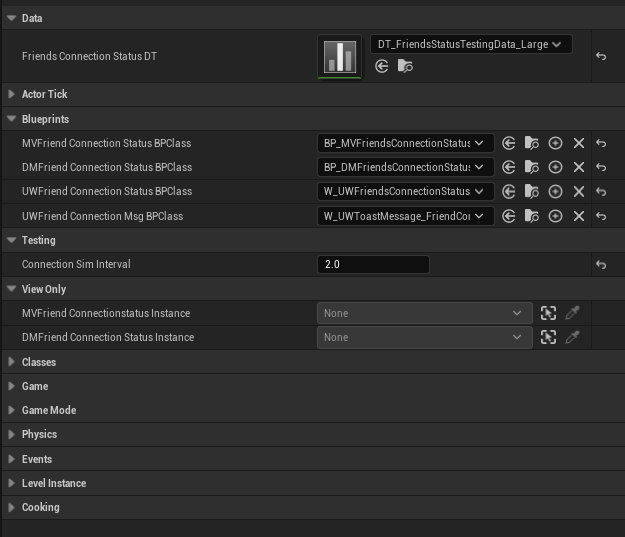 Data
Friends Connection Status DT
DT_FriendsStatusTestingData_Large
Actor Tick
Blueprints
MVFriend Connection Status BPClass
BP_MVFriendsConnectionStatus
DMFriend Connection Status BPClass
BP_DMFriendsConnectionStatus
UWFriend Connection Status BPClass
W_UWFriendsConnectionStatus
UWFriend Connection Msg BPClass
W_UWToastMessage_FriendCon
Testing
Connection Sim Interval
2.0
View Only
MVFriend Connectionstatus Instance
None
DMFriend Connection Status Instance
None
Classes
Game
Game Mode
Physics
Events
Level Instance
Cooking